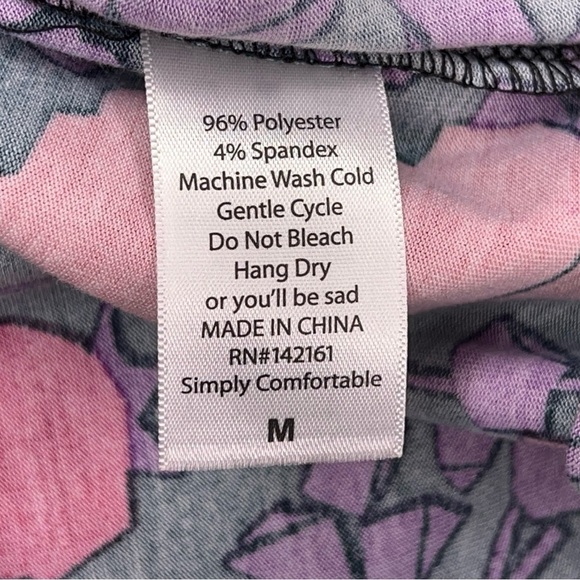 96% Polyester
4% Spandex
Machine Wash Cold
Gentle Cycle
Do Not Bleach
Hang Dry
or you'll be sad
MADE IN CHINA
RN#142161
Simply Comfortable
M